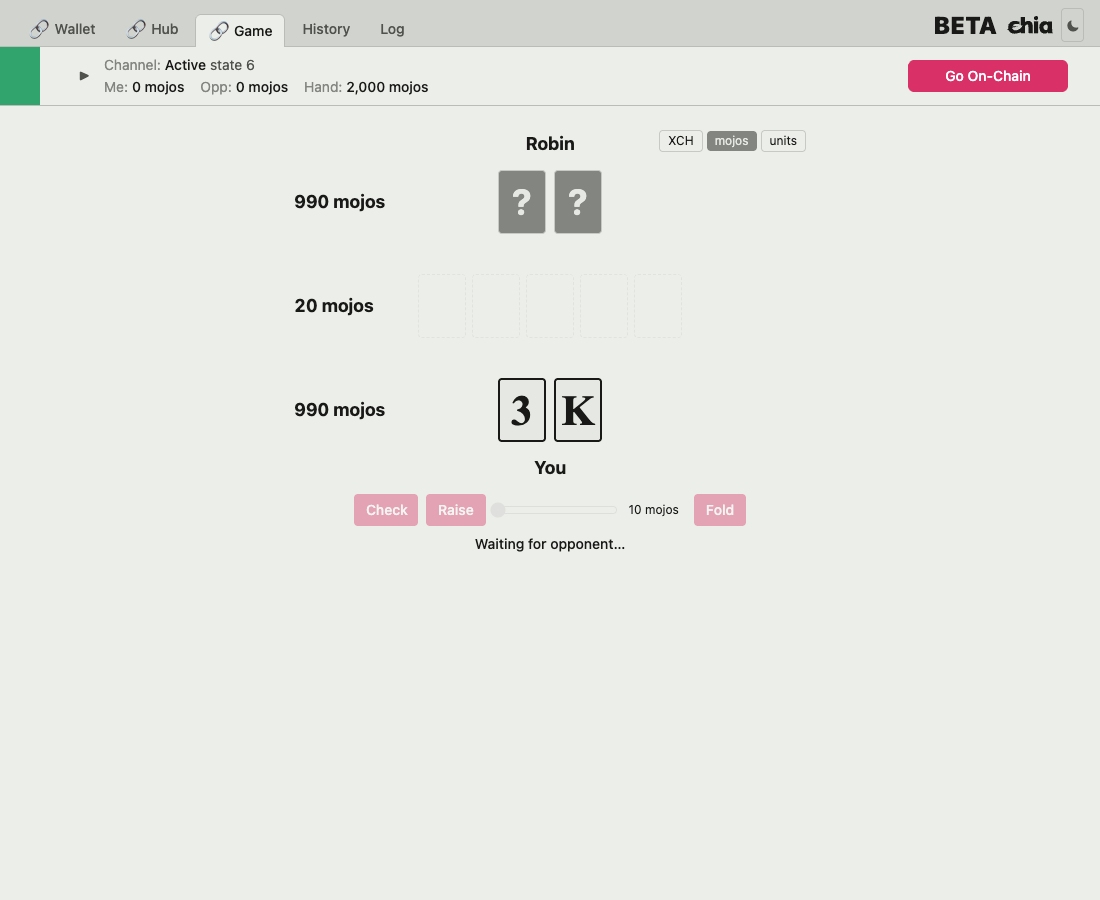 Wallet Hub Game History Log BETA chia
Channel: Active state 6
Me: 0 mojos Opp: 0 mojos Hand: 2,000 mojos
Go On-Chain
Robin
XCH mojos units
990 mojos ? ?
20 mojos
990 mojos 3 K
You
Check Raise 10 mojos Fold
Waiting for opponent...